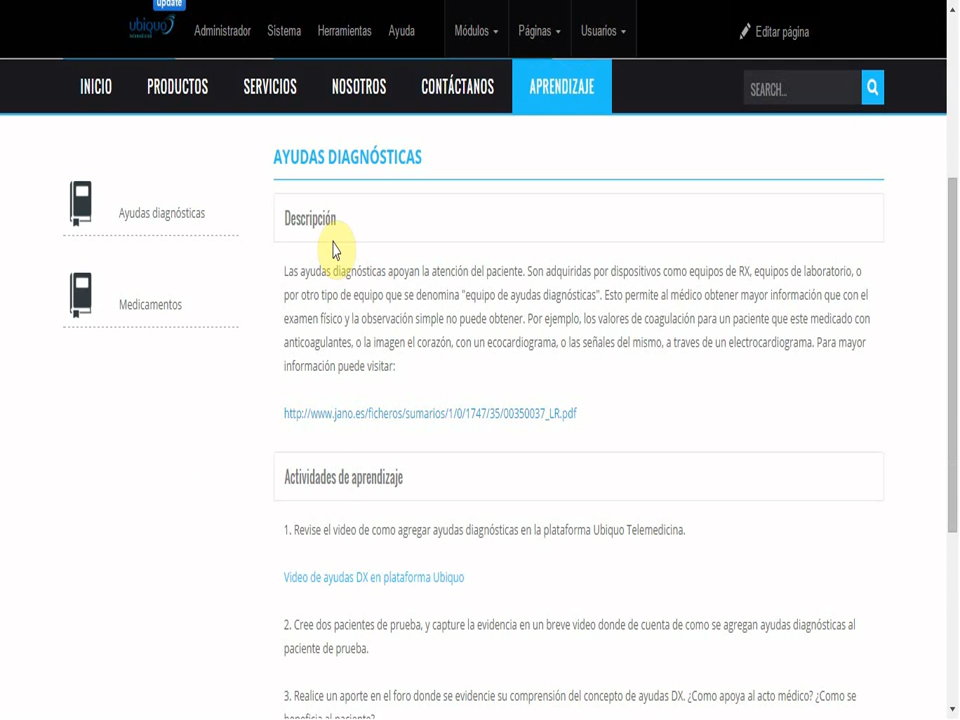 update
ubiquo
Administrador Sistema Herramientas Ayuda Módulos Páginas Usuarios Editar página
INICIO PRODUCTOS SERVICIOS NOSOTROS CONTÁCTANOS APRENDIZAJE SEARCH...
AYUDAS DIAGNÓSTICAS
Ayudas diagnósticas
Medicamentos
Descripción
Las ayudas diagnósticas apoyan la atención del paciente. Son adquiridas por dispositivos como equipos de RX, equipos de laboratorio, o
por otro tipo de equipo que se denomina "equipo de ayudas diagnósticas". Esto permite al médico obtener mayor información que con el
examen físico y la observación simple no puede obtener. Por ejemplo, los valores de coagulación para un paciente que este medicado con
anticoagulantes, o la imagen el corazón, con un ecocardiograma, o las señales del mismo, a traves de un electrocardiograma. Para mayor
información puede visitar:
http://www.jano.es/ficheros/sumarios/1/0/1747/35/00350037_LR.pdf
Actividades de aprendizaje
1. Revise el video de como agregar ayudas diagnósticas en la plataforma Ubiquo Telemedicina.
Video de ayudas DX en plataforma Ubiquo
2. Cree dos pacientes de prueba, y capture la evidencia en un breve video donde de cuenta de como se agregan ayudas diagnósticas al
paciente de prueba.
3. Realice un aporte en el foro donde se evidencie su comprensión del concepto de ayudas DX. ¿Como apoya al acto médico? ¿Como se
beneficia al paciente?